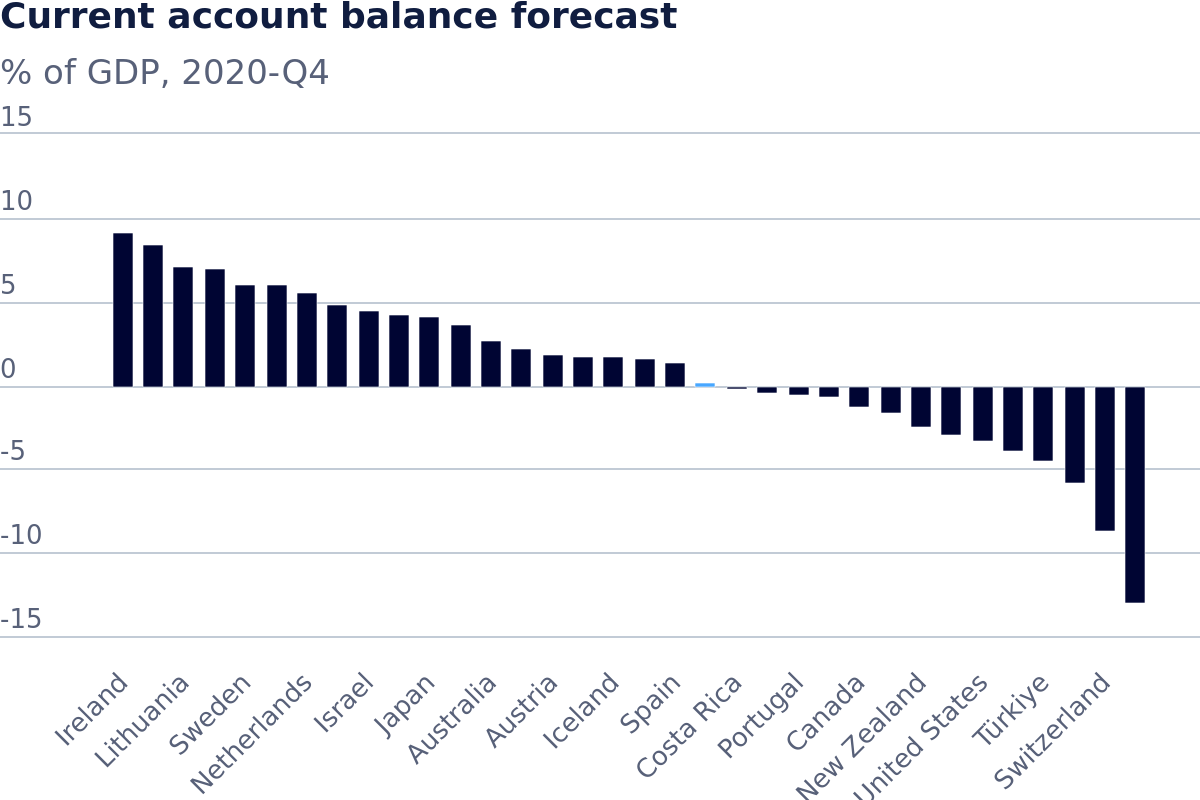 Current account balance forecast
% of GDP, 2020-Q4
15
10
5
0
-5
-10
-15
Ireland
Lithuania
Sweden
Netherlands
Israel
Japan
Australia
Austria
Iceland
Spain
Costa Rica
Portugal
Canada
New Zealand
United States
Türkiye
Switzerland